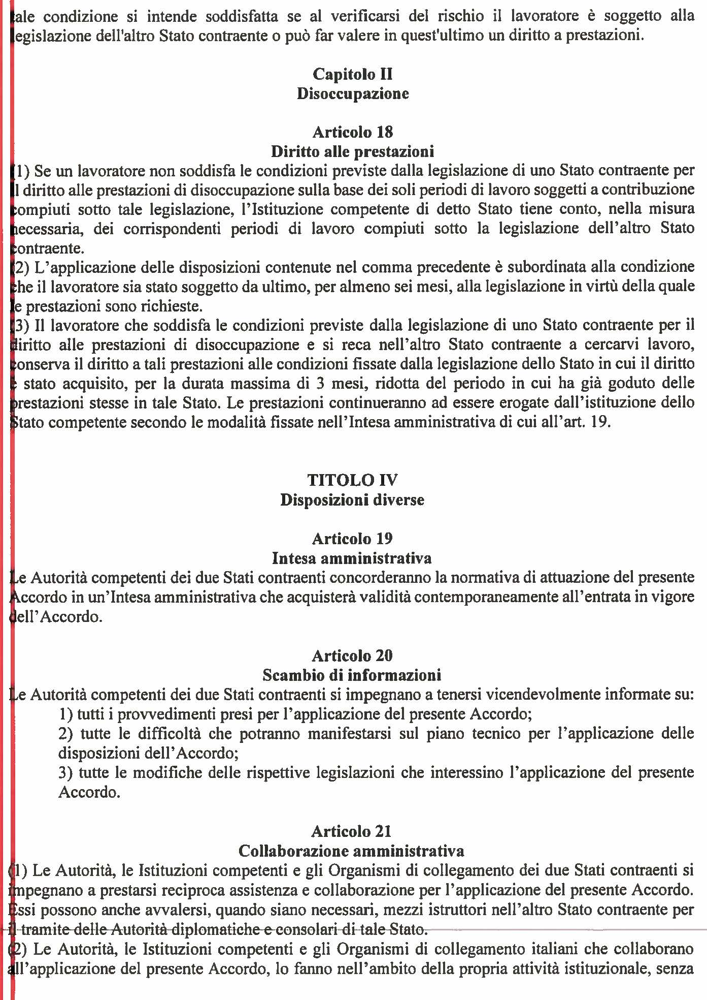 tale condizione si intende soddisfatta se al verificarsi del rischio il lavoratore è soggetto alla
legislazione dell'altro Stato contraente o può far valere in quest'ultimo un diritto a prestazioni.
Capitolo II
Disoccupazione
Articolo 18
Diritto alle prestazioni
(1) Se un lavoratore non soddisfa le condizioni previste dalla legislazione di uno Stato contraente per
il diritto alle prestazioni di disoccupazione sulla base dei soli periodi di lavoro soggetti a contribuzione
compiuti sotto tale legislazione, l’Istituzione competente di detto Stato tiene conto, nella misura
necessaria, dei corrispondenti periodi di lavoro compiuti sotto la legislazione dell’altro Stato
contraente.
(2) L’applicazione delle disposizioni contenute nel comma precedente è subordinata alla condizione
che il lavoratore sia stato soggetto da ultimo, per almeno sei mesi, alla legislazione in virtù della quale
le prestazioni sono richieste.
(3) Il lavoratore che soddisfa le condizioni previste dalla legislazione di uno Stato contraente per il
diritto alle prestazioni di disoccupazione e si reca nell’altro Stato contraente a cercarvi lavoro,
conserva il diritto a tali prestazioni alle condizioni fissate dalla legislazione dello Stato in cui il diritto
è stato acquisito, per la durata massima di 3 mesi, ridotta del periodo in cui ha già goduto delle
prestazioni stesse in tale Stato. Le prestazioni continueranno ad essere erogate dall’istituzione dello
Stato competente secondo le modalità fissate nell’Intesa amministrativa di cui all’art. 19.
TITOLO IV
Disposizioni diverse
Articolo 19
Intesa amministrativa
Le Autorità competenti dei due Stati contraenti concorderanno la normativa di attuazione del presente
Accordo in un’Intesa amministrativa che acquisterà validità contemporaneamente all’entrata in vigore
dell’Accordo.
Articolo 20
Scambio di informazioni
Le Autorità competenti dei due Stati contraenti si impegnano a tenersi vicendevolmente informate su:
1) tutti i provvedimenti presi per l’applicazione del presente Accordo;
2) tutte le difficoltà che potranno manifestarsi sul piano tecnico per l’applicazione delle
disposizioni dell’Accordo;
3) tutte le modifiche delle rispettive legislazioni che interessino l’applicazione del presente
Accordo.
Articolo 21
Collaborazione amministrativa
(1) Le Autorità, le Istituzioni competenti e gli Organismi di collegamento dei due Stati contraenti si
impegnano a prestarsi reciproca assistenza e collaborazione per l’applicazione del presente Accordo.
Essi possono anche avvalersi, quando siano necessari, mezzi istruttori nell’altro Stato contraente per
il tramite delle Autorità diplomatiche e consolari di tale Stato.
(2) Le Autorità, le Istituzioni competenti e gli Organismi di collegamento italiani che collaborano
all’applicazione del presente Accordo, lo fanno nell’ambito della propria attività istituzionale, senza